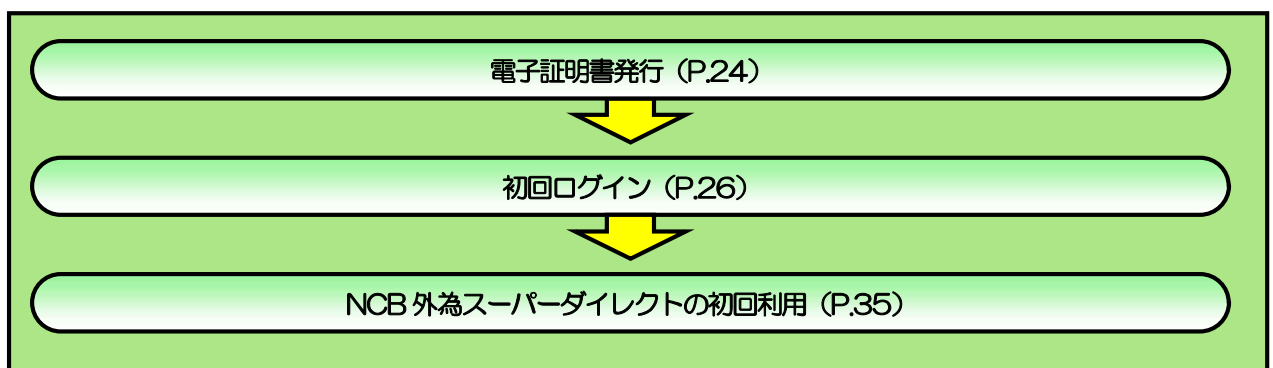 電子証明書発行（P.24）
初回ログイン（P.26）
NCB 外為スーパーダイレクトの初回利用（P.35）